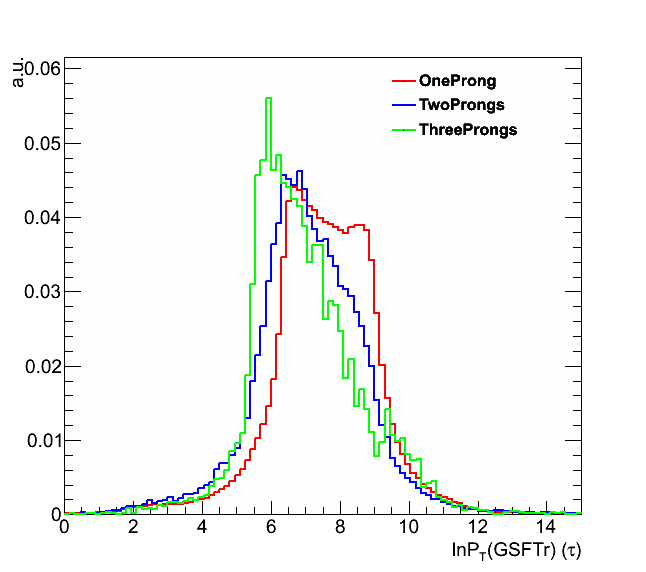 a.u.
0.06
0.05
0.04
0.03
0.02
0.01
0
OneProng
TwoProngs
ThreeProngs
0 2 4 6 8 10 12 14
lnP_T(GSFTr) (τ)